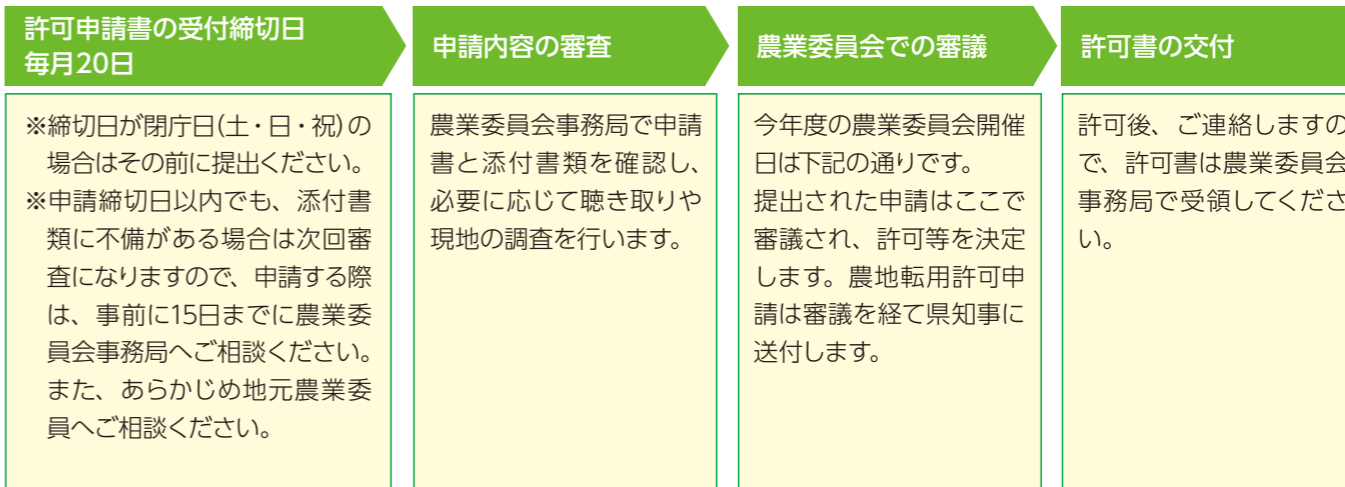 許可申請書の受付締切日
毎月20日
※締切日が閉庁日(土・日・祝)の
場合はその前に提出ください。
※申請締切日以内でも、添付書
類に不備がある場合は次回審
査になりますので、申請する際
は、事前に15日までに農業委
員会事務局へご相談ください。
また、あらかじめ地元農業委
員へご相談ください。
申請内容の審査
農業委員会事務局で申請
書と添付書類を確認し、
必要に応じて聴き取りや
現地の調査を行います。
農業委員会での審議
今年度の農業委員会開催
日は下記の通りです。
提出された申請はここで
審議され、許可等を決定
します。農地転用許可申
請は審議を経て県知事に
送付します。
許可書の交付
許可後、ご連絡しますの
で、許可書は農業委員会
事務局で受領してくださ
い。